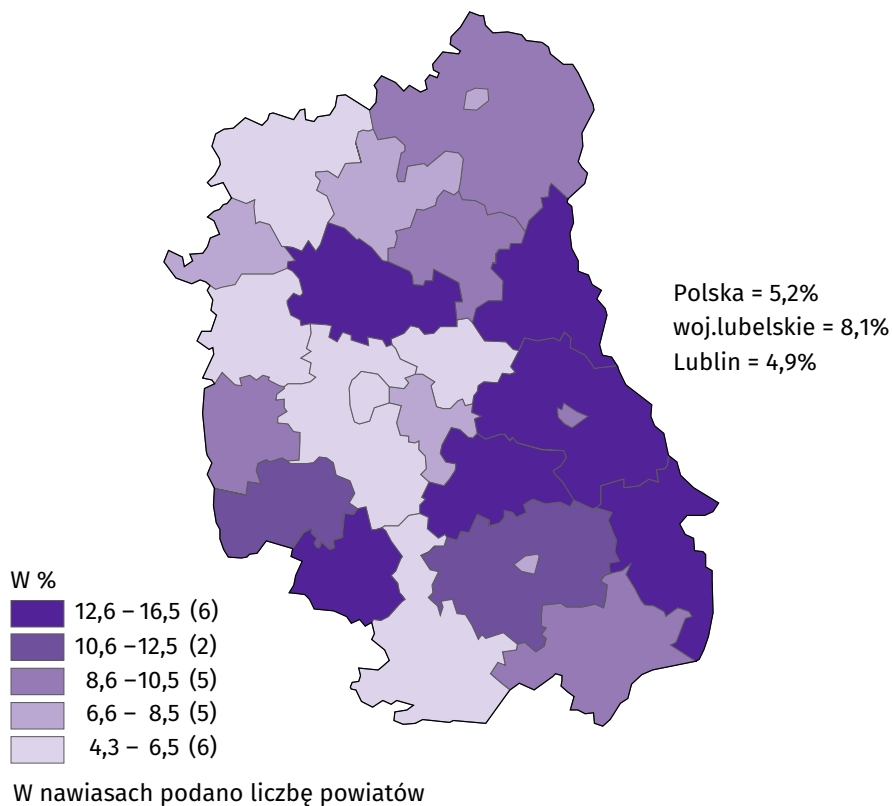 Polska = 5,2%
woj.lubelskie = 8,1%
Lublin = 4,9%
W %
12,6 – 16,5 (6)
10,6 –12,5 (2)
8,6 –10,5 (5)
6,6 – 8,5 (5)
4,3 – 6,5 (6)
W nawiasach podano liczbę powiatów